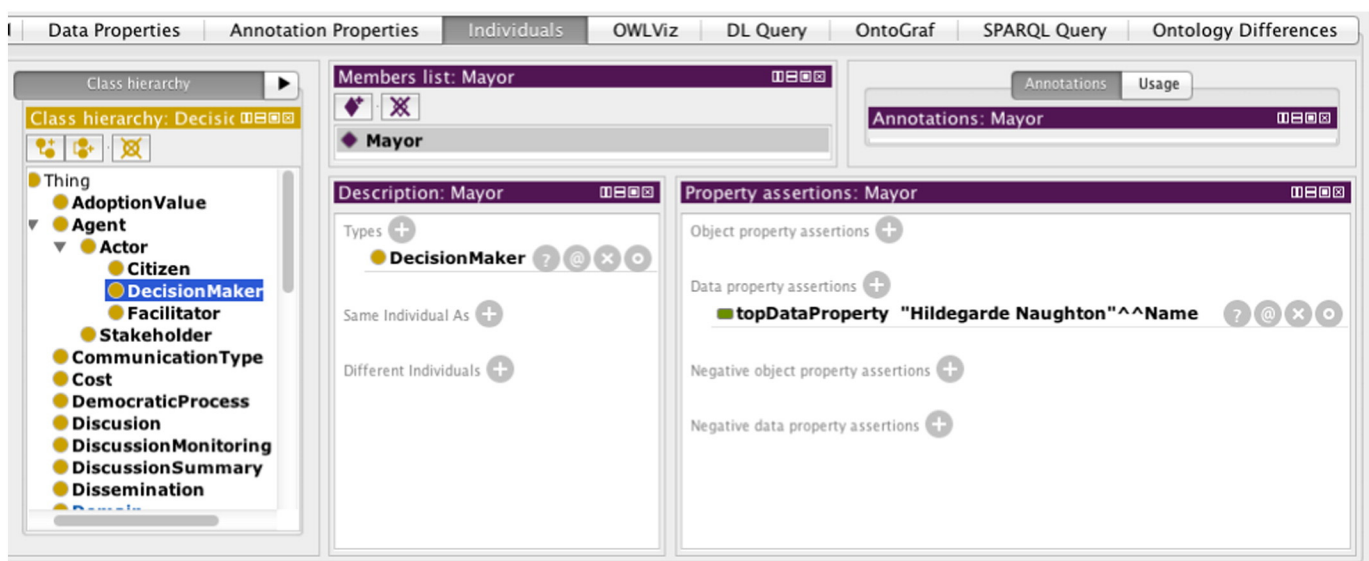 Data Properties Annotation Properties Individuals OWLViz DL Query OntoGraf SPARQL Query Ontology Differences
Class hierarchy
Class hierarchy: Decisic
Thing
AdoptionValue
Agent
Actor
Citizen
DecisionMaker
Facilitator
Stakeholder
CommunicationType
Cost
DemocraticProcess
Discusion
DiscussionMonitoring
DiscussionSummary
Dissemination
Members list: Mayor
Mayor
Annotations Usage
Annotations: Mayor
Description: Mayor
Types
DecisionMaker ? @
Same Individual As
Different Individuals
Property assertions: Mayor
Object property assertions
Data property assertions
topDataProperty "Hildegarde Naughton"^^Name ? @
Negative object property assertions
Negative data property assertions